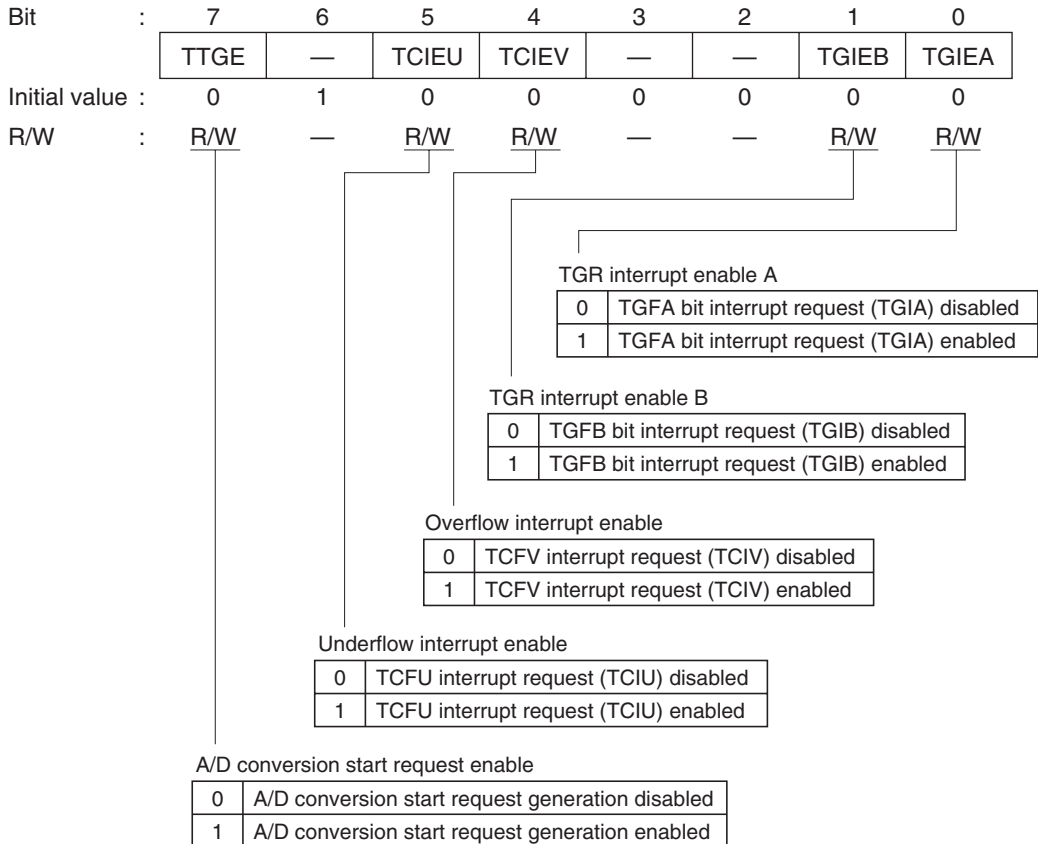 Bit : 7 6 5 4 3 2 1 0
TTGE — TCIEU TCIEV — — TGIEB TGIEA
Initial value : 0 1 0 0 0 0 0 0
R/W : R/W — R/W R/W — — R/W R/W
TGR interrupt enable A
0 TGFA bit interrupt request (TGIA) disabled
1 TGFA bit interrupt request (TGIA) enabled
TGR interrupt enable B
0 TGFB bit interrupt request (TGIB) disabled
1 TGFB bit interrupt request (TGIB) enabled
Overflow interrupt enable
0 TCFV interrupt request (TCIV) disabled
1 TCFV interrupt request (TCIV) enabled
Underflow interrupt enable
0 TCFU interrupt request (TCIU) disabled
1 TCFU interrupt request (TCIU) enabled
A/D conversion start request enable
0 A/D conversion start request generation disabled
1 A/D conversion start request generation enabled